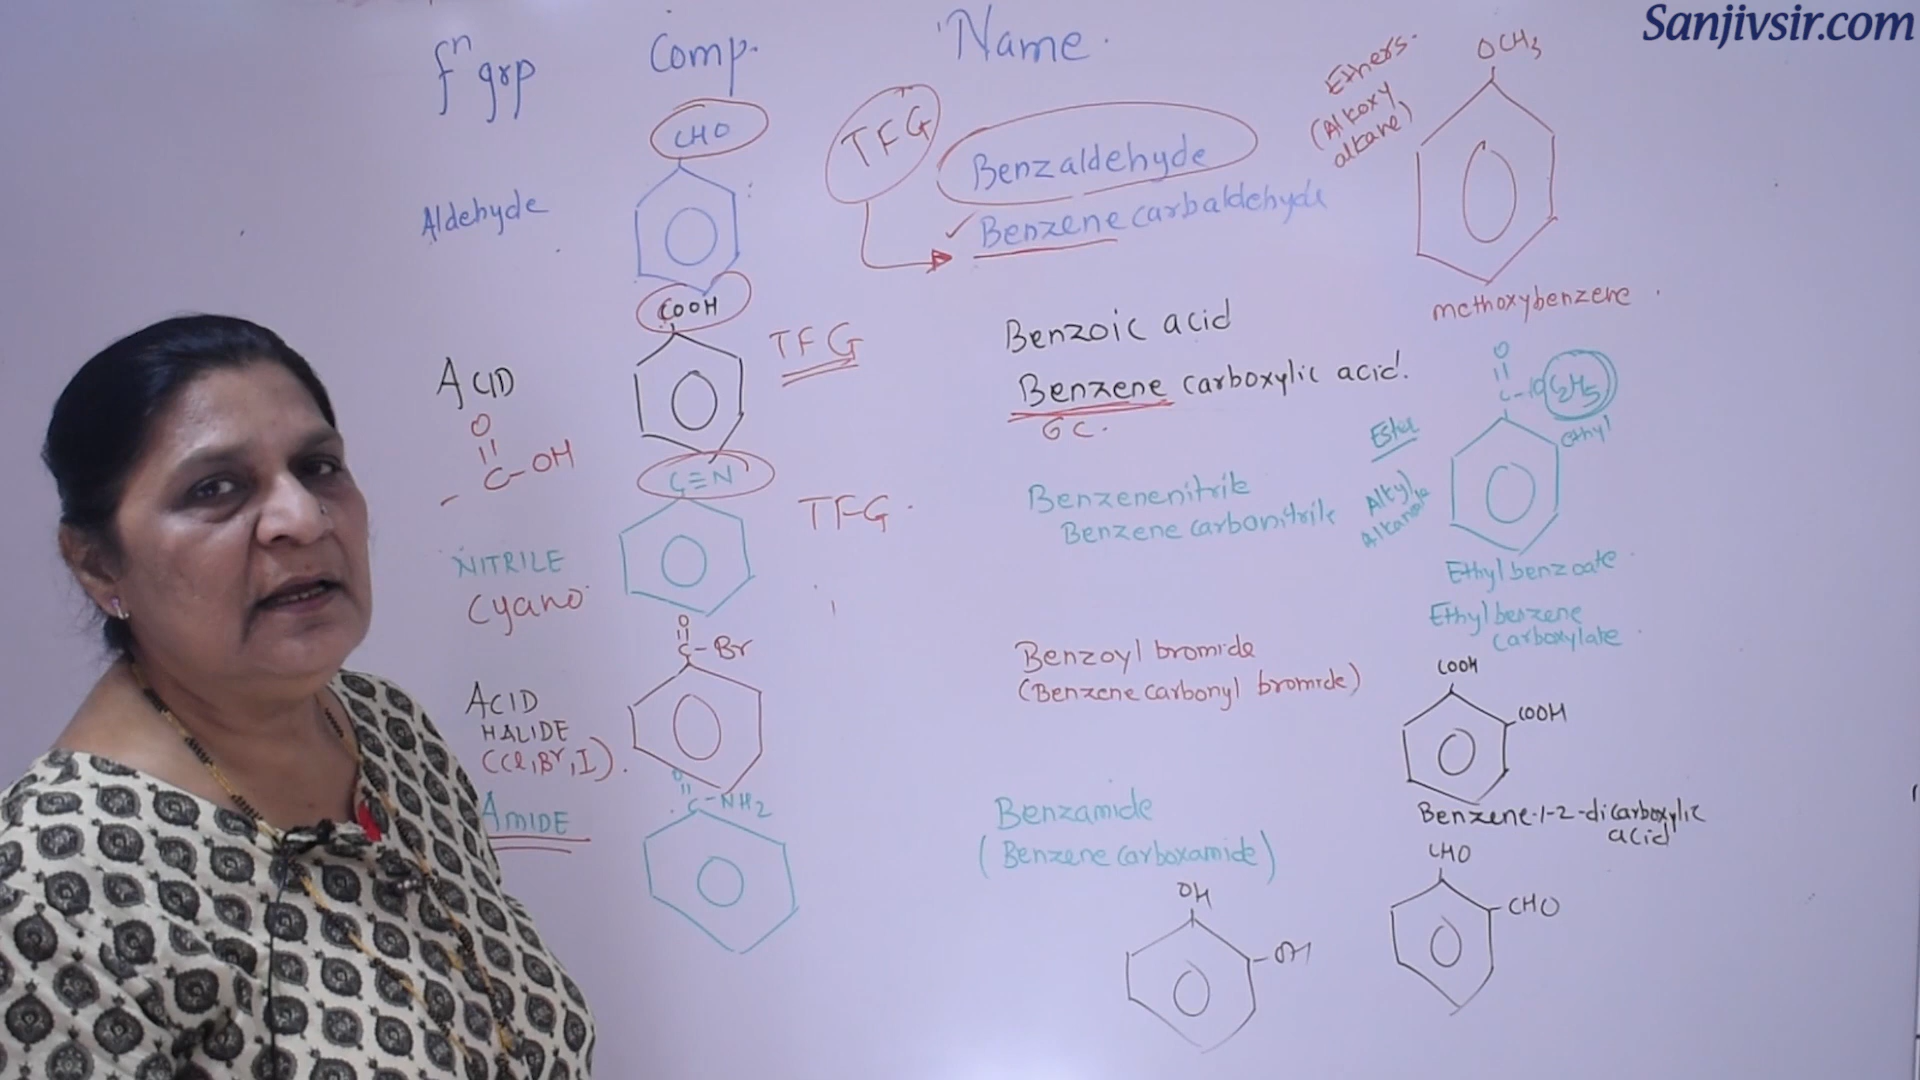 Sanjivsir.com
fⁿ grp
Comp.
Name.
CHO
Aldehyde
TFG
Benzaldehyde
Benzene carbaldehyde
COOH
ACID
O
C-OH
TFG
Benzoic acid
Benzene carboxylic acid.
GC.
C≡N
NITRILE
Cyano
TFG.
Benzenenitrile
Benzene carbonitrile
O
C-Br
ACID
HALIDE
(Cl,Br,I).
Benzoyl bromide
(Benzene carbonyl bromide)
O
C-NH2
AMIDE
Benzamide
(Benzene carboxamide)
OH
-OH
Ethers.
(Alkoxy
alkane)
OCH3
methoxybenzene.
O
C-O C2H5
ethyl
Ester
Alkyl
alkanoate
Ethyl benzoate.
Ethyl benzene
carboxylate.
COOH
COOH
Benzene-1-2-dicarboxylic
acid
CHO
-CHO